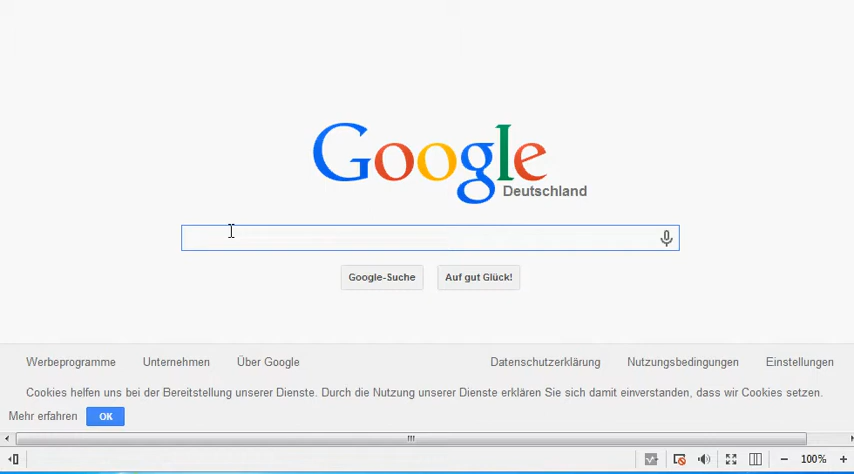 Google
Deutschland
Google-Suche Auf gut Glück!
Werbeprogramme Unternehmen Über Google Datenschutzerklärung Nutzungsbedingungen Einstellungen
Cookies helfen uns bei der Bereitstellung unserer Dienste. Durch die Nutzung unserer Dienste erklären Sie sich damit einverstanden, dass wir Cookies setzen.
Mehr erfahren OK
100%